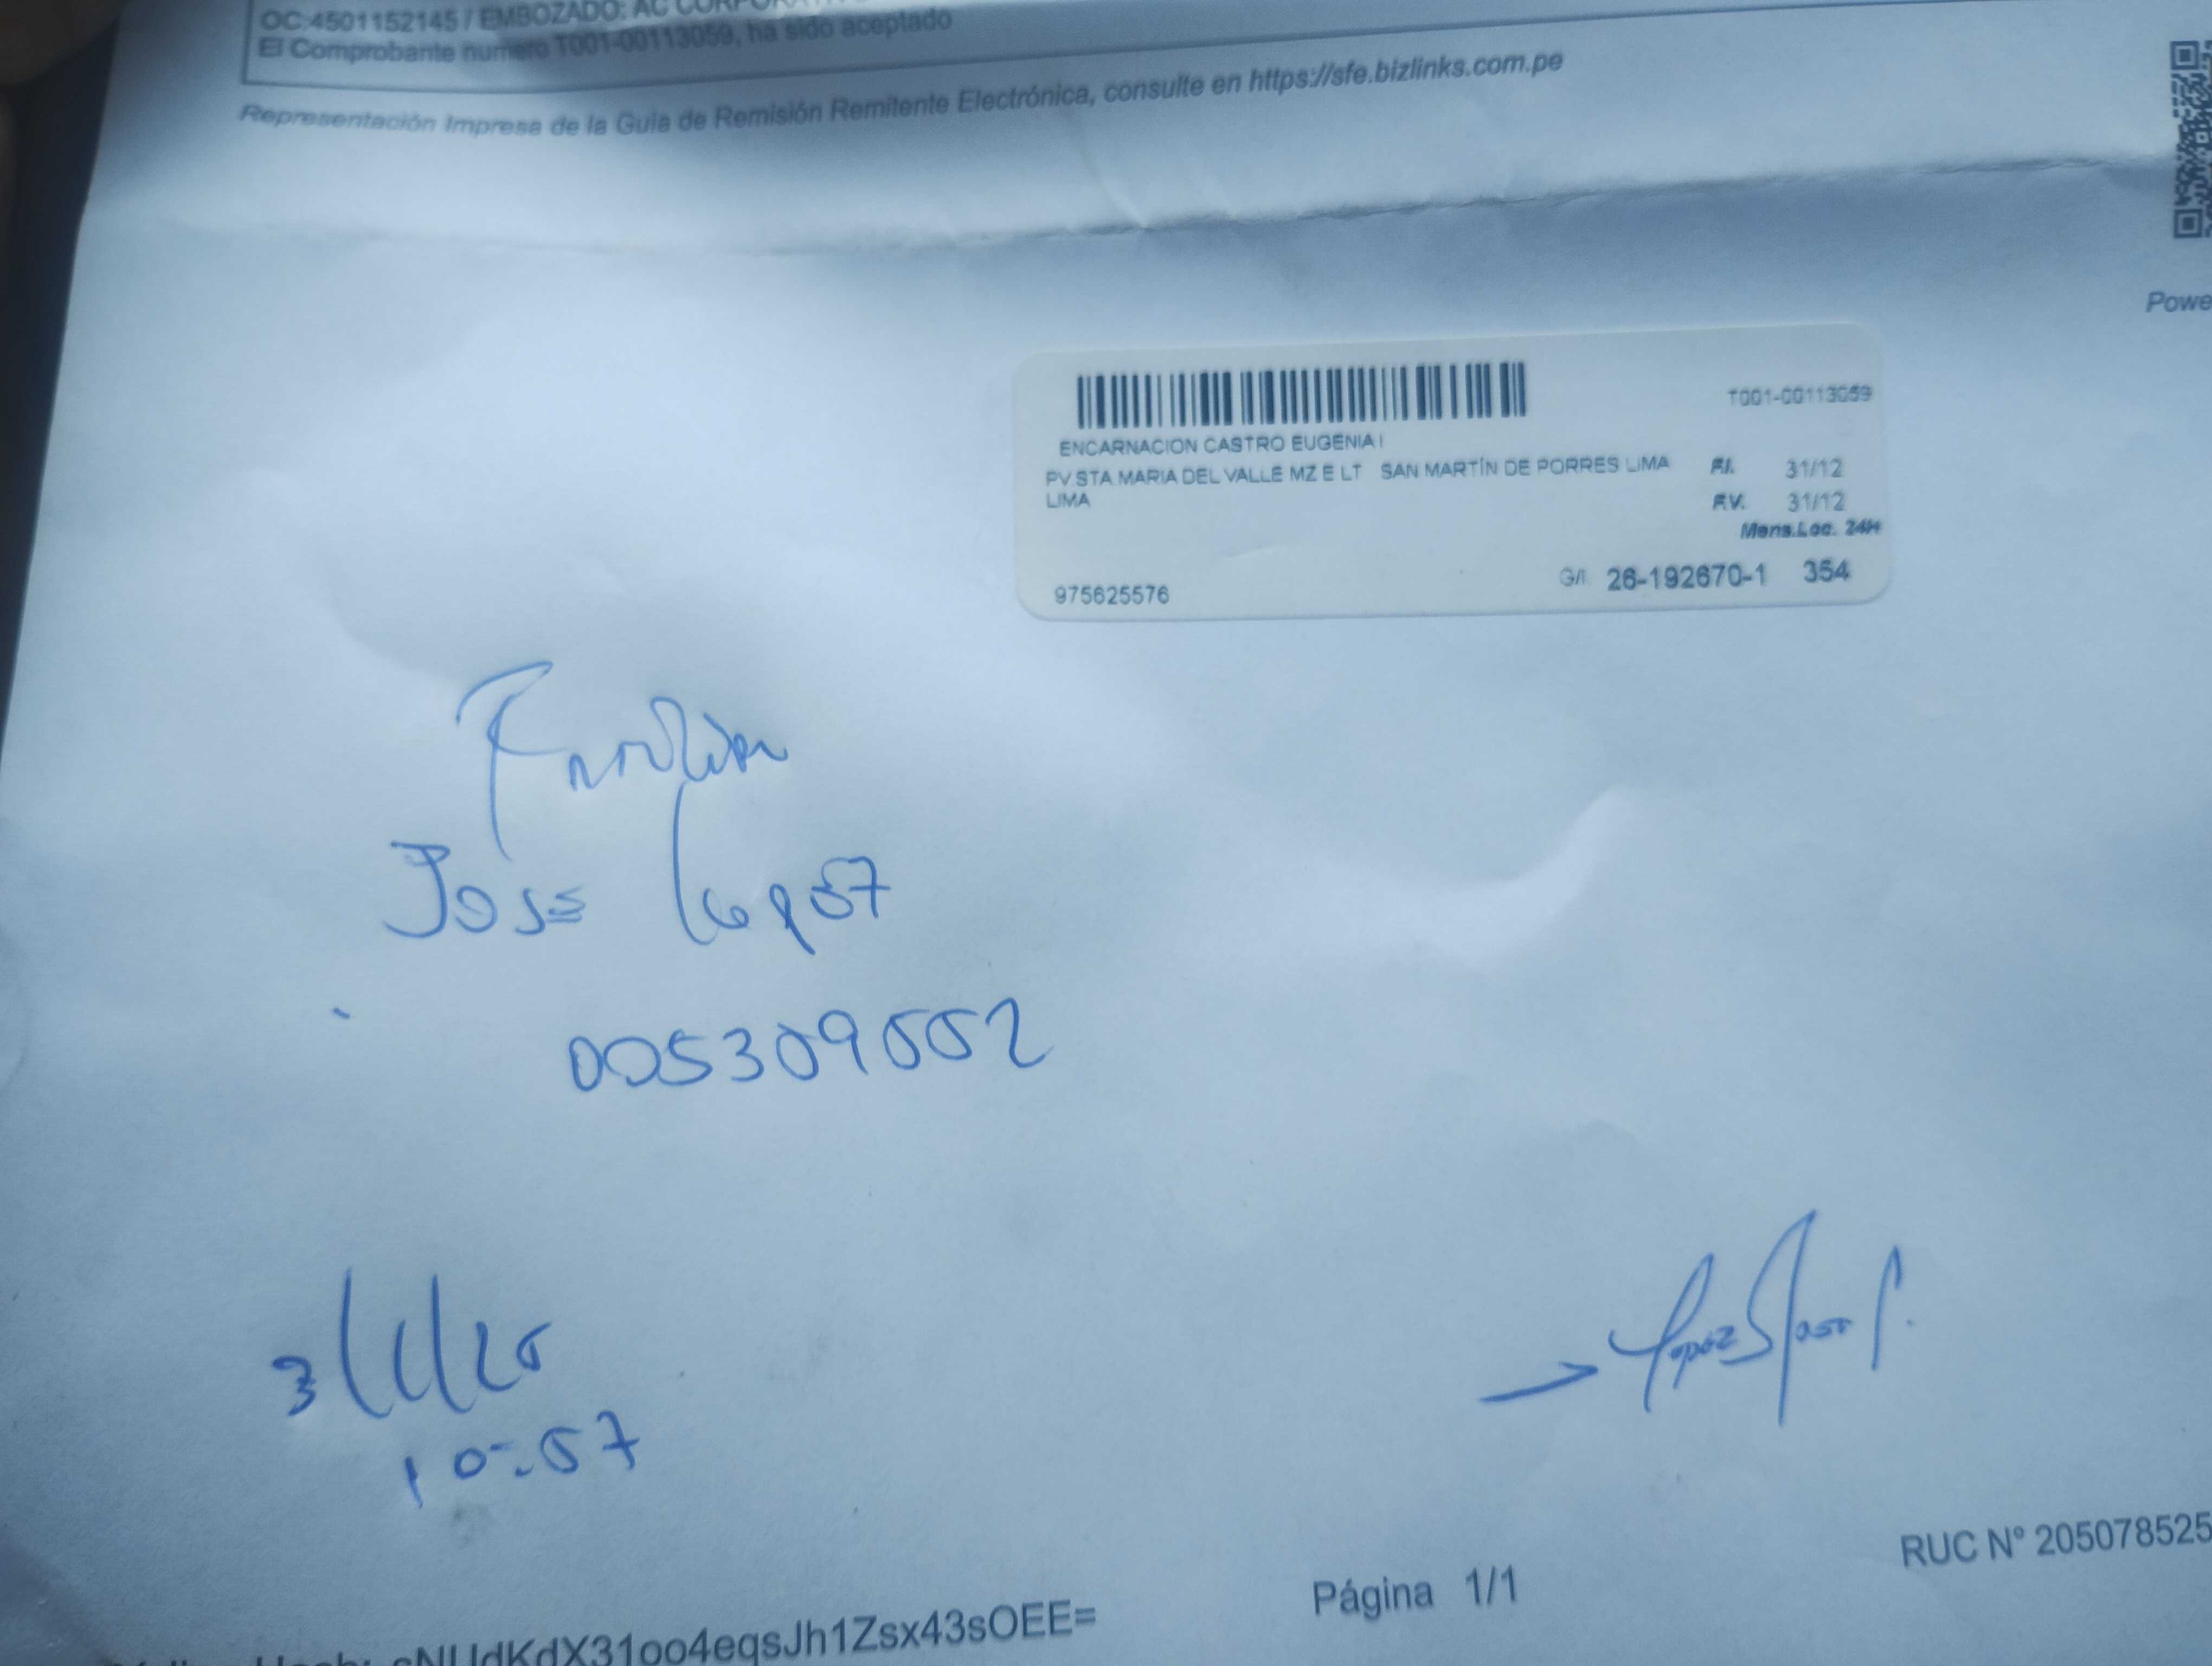 OC:4501152145 / EMBOZADO: AC
El Comprobante numero T001-00113059, ha sido aceptado
Representación Impresa de la Guia de Remisión Remitente Electrónica, consulte en https://sfe.bizlinks.com.pe
Powe
T001-00113059
ENCARNACION CASTRO EUGENIA I
PV.STA.MARIA DEL VALLE MZ E LT SAN MARTÍN DE PORRES LIMA
LIMA
F.I. 31/12
F.V. 31/12
Mens.Loc. 24H
G/I 26-192670-1 354
975625576
Jose
005309552
10:57
Lopez Jose
RUC N° 205078525
Página 1/1